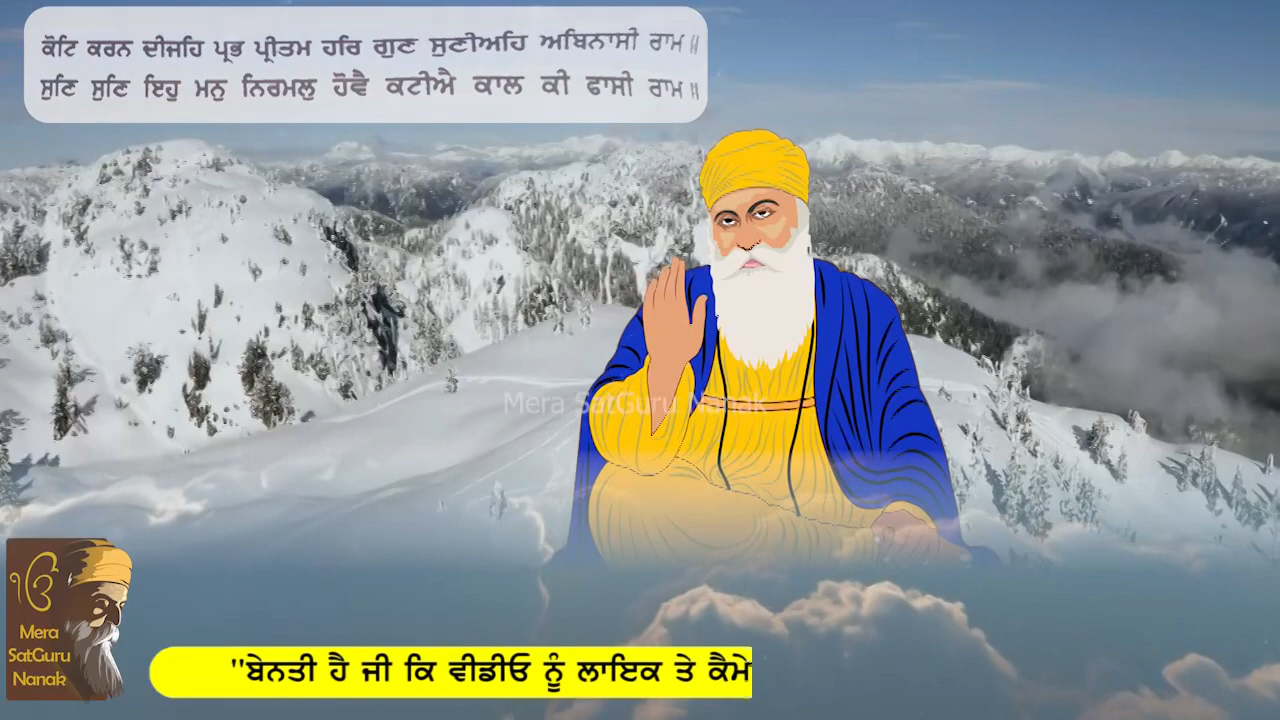 ਕੋਟਿ ਕਰਨ ਦੀਜਹਿ ਪ੍ਰਭ ਪ੍ਰੀਤਮ ਹਰਿ ਗੁਣ ਸੁਣੀਅਹਿ ਅਬਿਨਾਸੀ ਰਾਮ॥
ਸੁਣਿ ਸੁਣਿ ਇਹੁ ਮਨੁ ਨਿਰਮਲੁ ਹੋਵੈ ਕਟੀਐ ਕਾਲ ਕੀ ਫਾਸੀ ਰਾਮ॥
Mera SatGuru Nanak
ੴ
Mera
SatGuru
Nanak
"ਬੇਨਤੀ ਹੈ ਜੀ ਕਿ ਵੀਡੀਓ ਨੂੰ ਲਾਇਕ ਤੇ ਕੈਮੇ